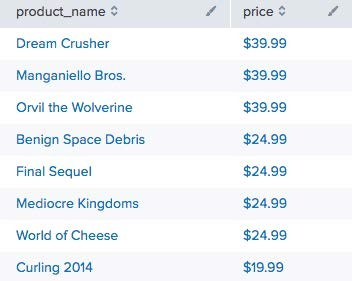 product_name price
Dream Crusher $39.99
Manganiello Bros. $39.99
Orvil the Wolverine $39.99
Benign Space Debris $24.99
Final Sequel $24.99
Mediocre Kingdoms $24.99
World of Cheese $24.99
Curling 2014 $19.99